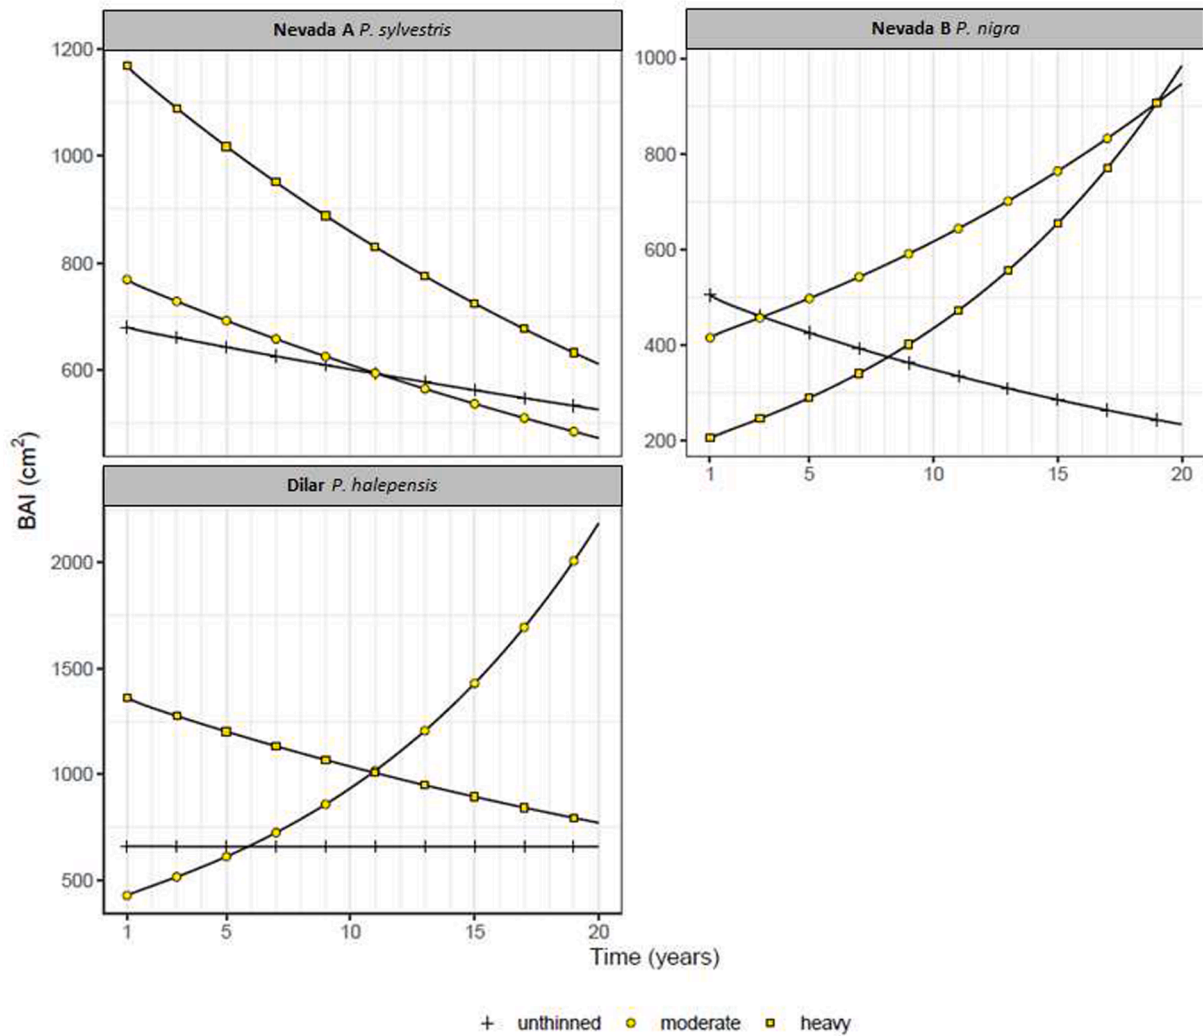 Nevada A P. sylvestris
1200
1000
800
600
Nevada B P. nigra
1000
800
600
400
200
1 5 10 15 20
BAI (cm²)
Dilar P. halepensis
2000
1500
1000
500
1 5 10 15 20
Time (years)
unthinned moderate heavy